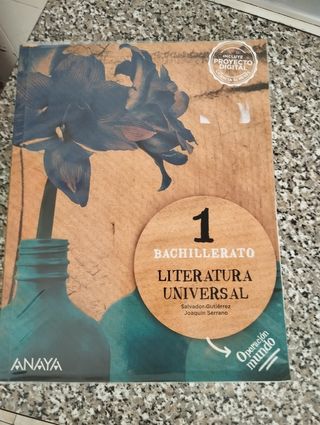 INCLUYE
PROYECTO
DIGITAL
1
BACHILLERATO
LITERATURA
UNIVERSAL
Salvador Gutiérrez
Joaquín Serrano
Operación
mundo
ANAYA